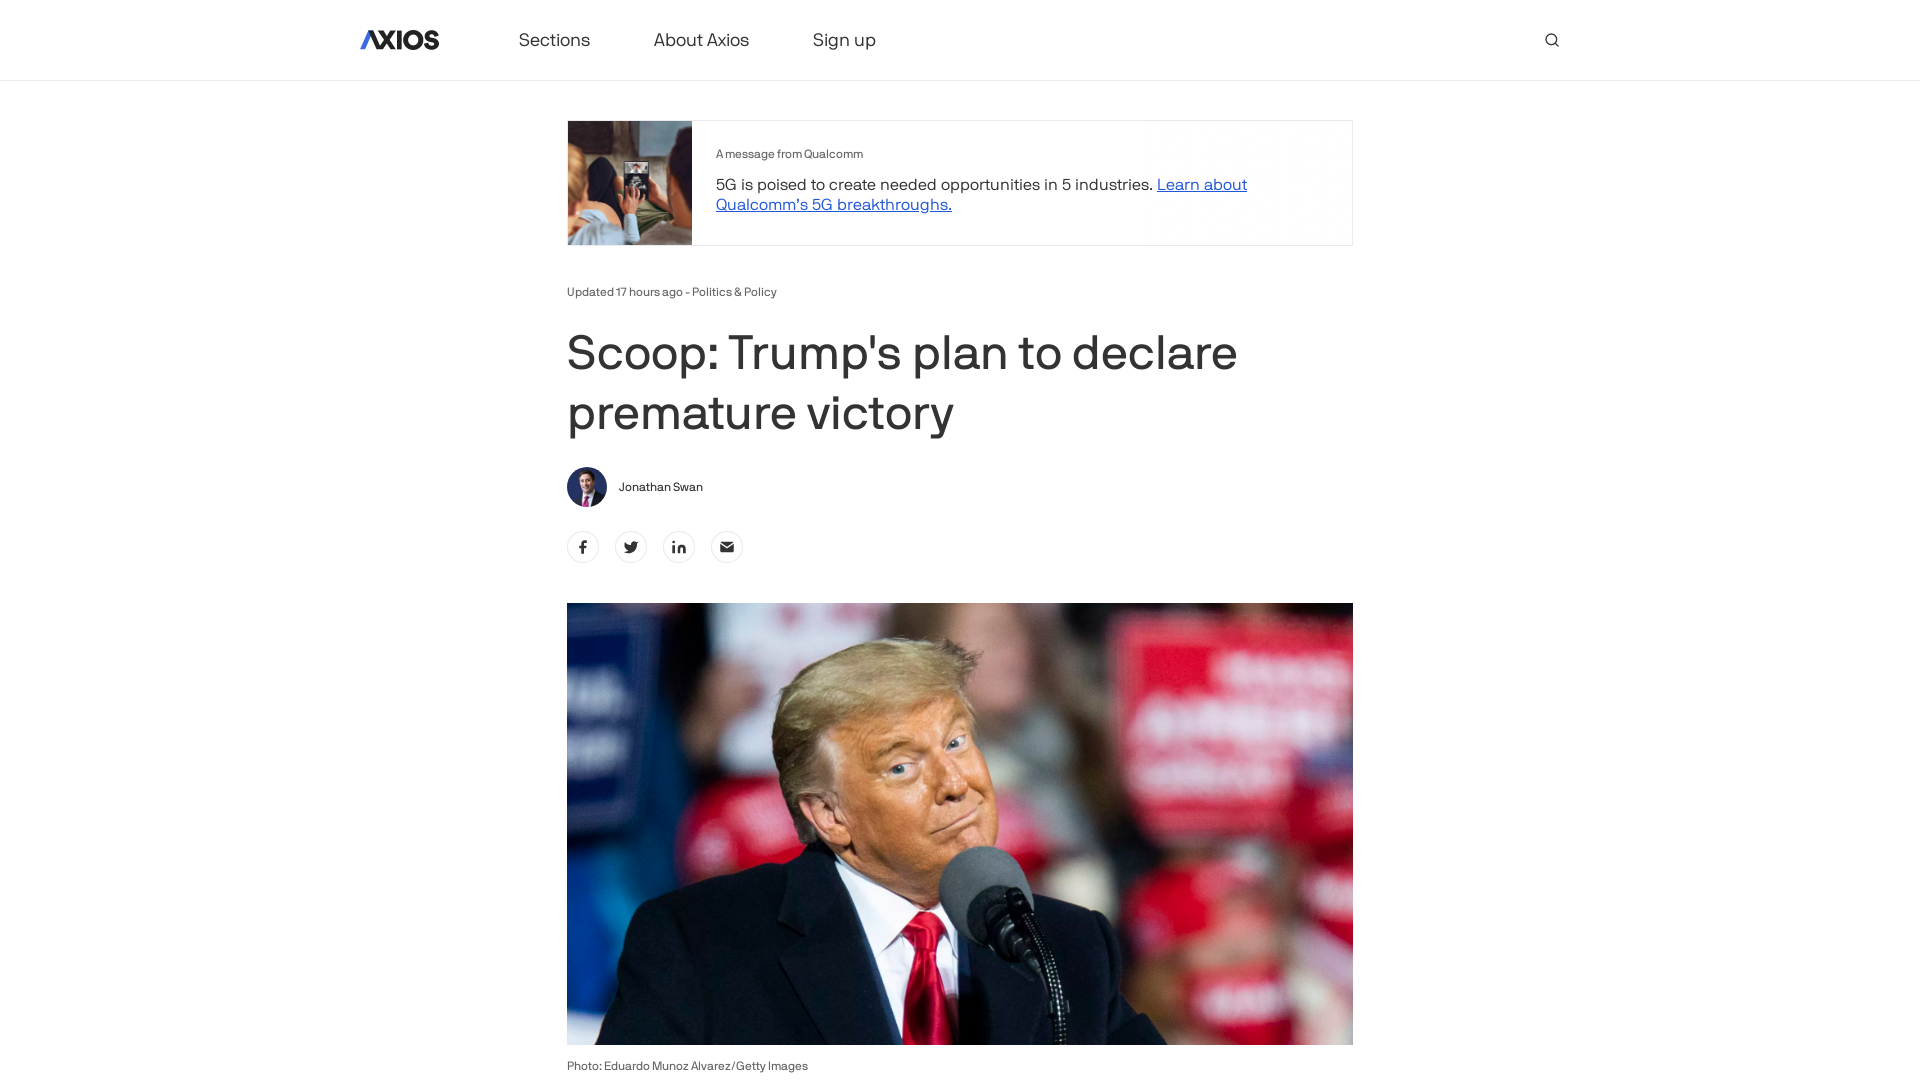 AXIOS
Sections
About Axios
Sign up
A message from Qualcomm
5G is poised to create needed opportunities in 5 industries. Learn about
Qualcomm's 5G breakthroughs.
Updated 17 hours ago - Politics & Policy
Scoop: Trump's plan to declare
premature victory
Jonathan Swan
Photo: Eduardo Munoz Alvarez/Getty Images